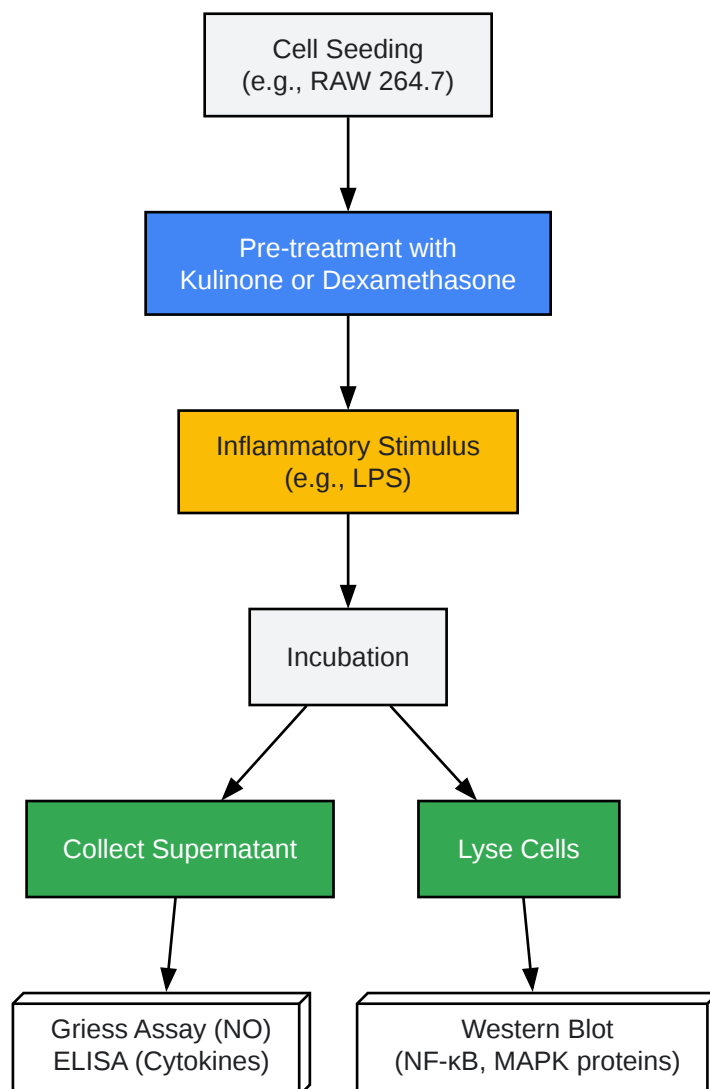 Cell Seeding
(e.g., RAW 264.7)
Pre-treatment with
Kulinone or Dexamethasone
Inflammatory Stimulus
(e.g., LPS)
Incubation
Collect Supernatant
Lyse Cells
Griess Assay (NO)
ELISA (Cytokines)
Western Blot
(NF-κB, MAPK proteins)